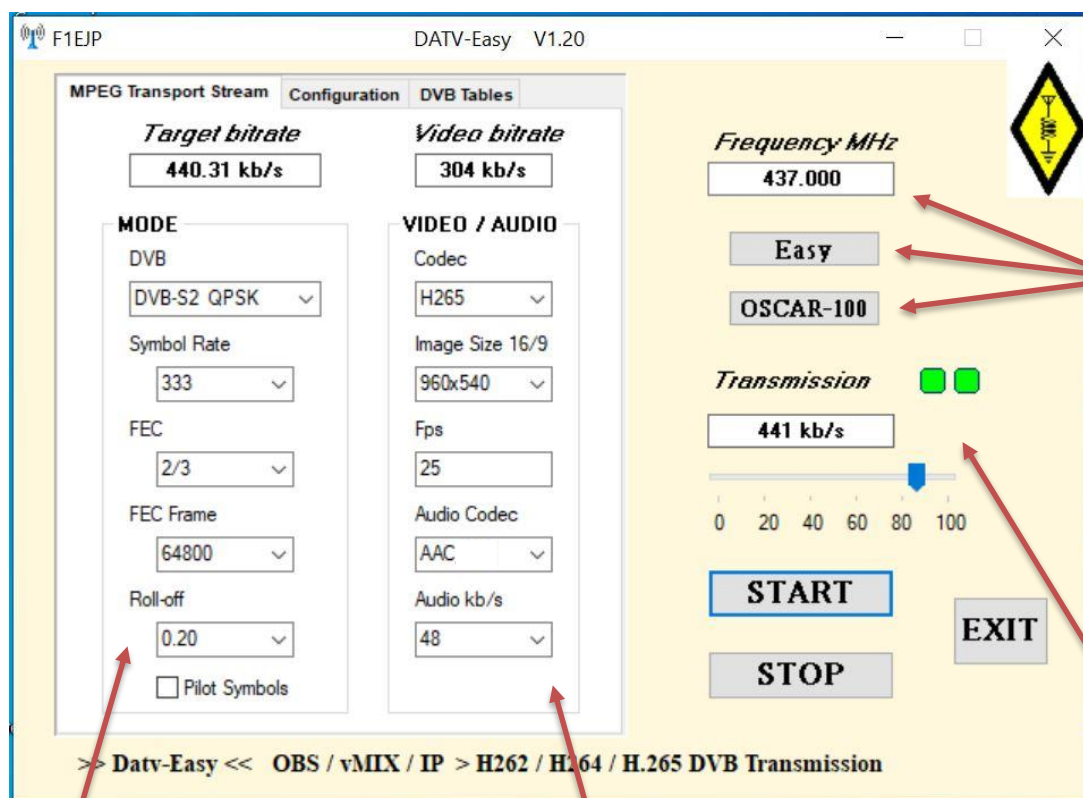 F1EJP
DATV-Easy V1.20
MPEG Transport Stream Configuration DVB Tables
Target bitrate
440.31 kb/s
Video bitrate
304 kb/s
MODE
DVB
DVB-S2 QPSK
Symbol Rate
333
FEC
2/3
FEC Frame
64800
Roll-off
0.20
Pilot Symbols
VIDEO / AUDIO
Codec
H265
Image Size 16/9
960x540
Fps
25
Audio Codec
AAC
Audio kb/s
48
Frequency MHz
437.000
Easy
OSCAR-100
Transmission
441 kb/s
0 20 40 60 80 100
START
STOP
EXIT
>> Datv-Easy << OBS / vMIX / IP > H262 / H264 / H.265 DVB Transmission